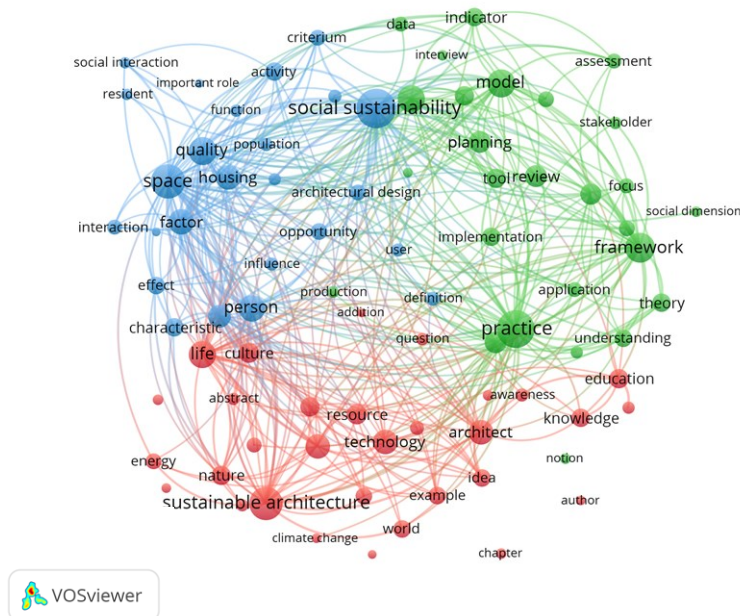 indicator
data
criterium
interview
social interaction
assessment
activity
important role
model
resident
social sustainability
function
stakeholder
population
planning
quality
space
housing
tool
review
focus
architectural design
social dimension
factor
interaction
opportunity
implementation
user
framework
influence
effect
production
definition
application
theory
person
addition
characteristic
practice
question
understanding
life
culture
education
abstract
awareness
resource
knowledge
architect
technology
energy
notion
nature
idea
sustainable architecture
example
author
world
climate change
chapter
VOSviewer